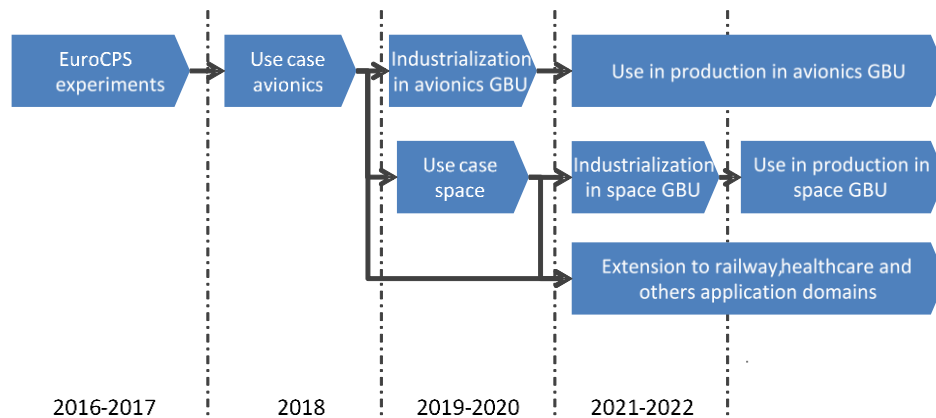 EuroCPS
experiments
Use case
avionics
Industrialization
in avionics GBU
Use in production in avionics GBU
Use case
space
Industrialization
in space GBU
Use in production in
space GBU
Extension to railway,healthcare and
others application domains
2016-2017
2018
2019-2020
2021-2022